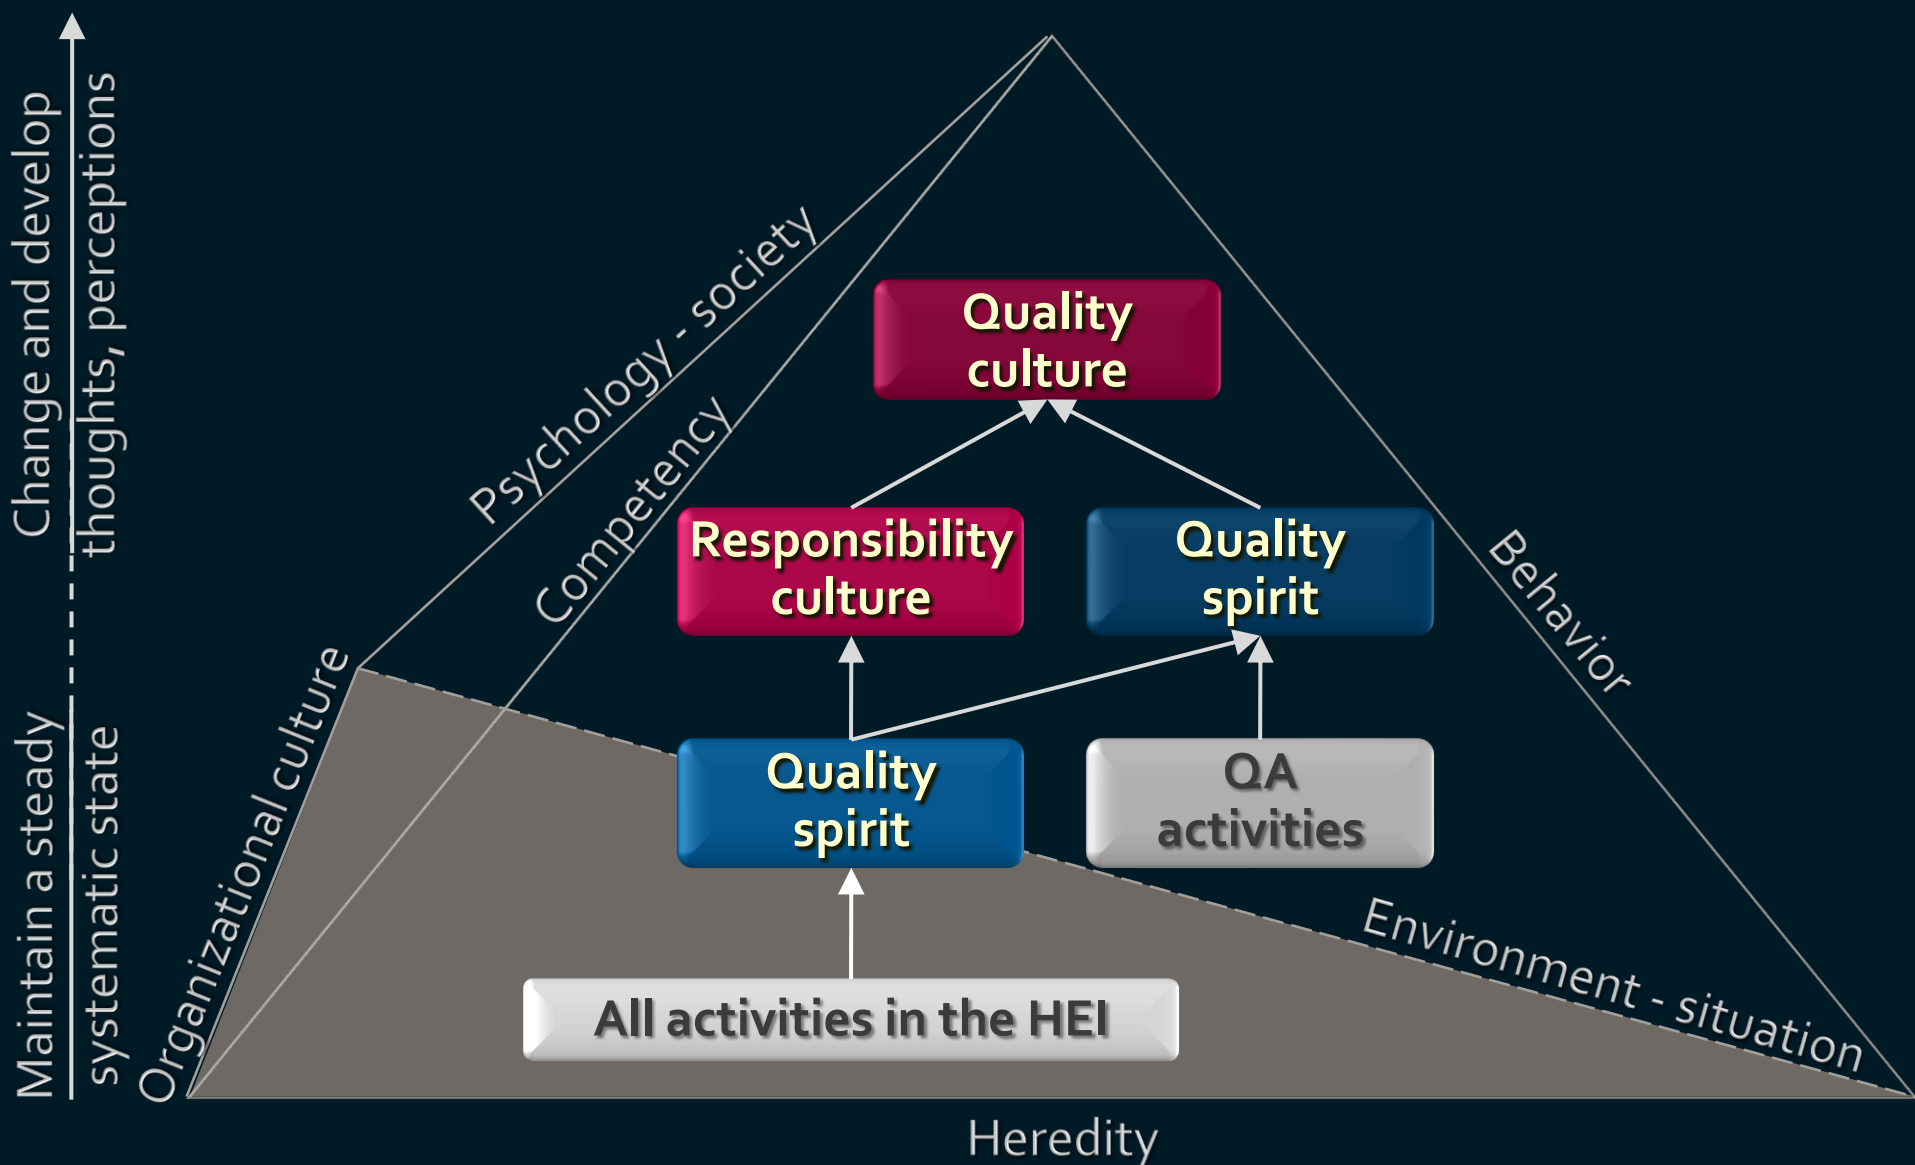 Change and develop
thoughts, perceptions
Maintain a steady
systematic state
Psychology - society
Competency
Organizational culture
Behavior
Environment - situation
Heredity
Quality
culture
Responsibility
culture
Quality
spirit
Quality
spirit
QA
activities
All activities in the HEI